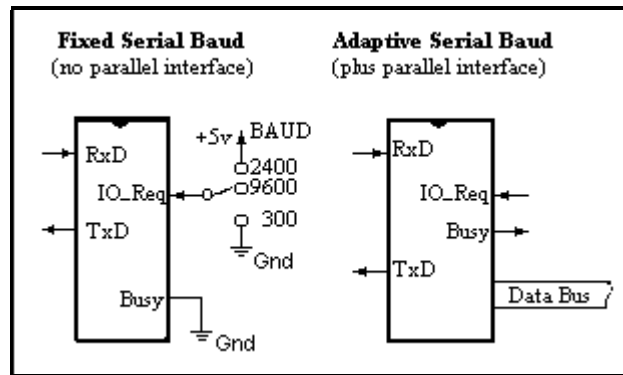 Fixed Serial Baud
(no parallel interface)
+5v BAUD
2400
9600
300
Gnd
RxD
IO_Req
TxD
Busy
Gnd
Adaptive Serial Baud
(plus parallel interface)
RxD
IO_Req
Busy
TxD
Data Bus